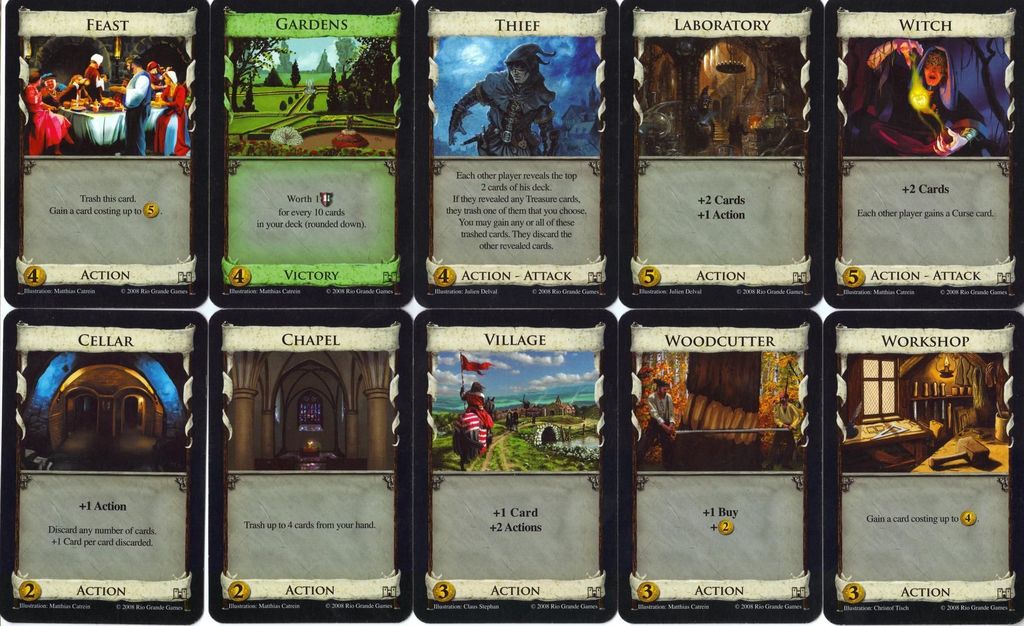 FEAST
Trash this card.
Gain a card costing up to 5.
4 ACTION
Illustration: Matthias Catrein © 2008 Rio Grande Games
GARDENS
Worth 1
for every 10 cards
in your deck (rounded down).
4 VICTORY
Illustration: Matthias Catrein © 2008 Rio Grande Games
THIEF
Each other player reveals the top
2 cards of his deck.
If they revealed any Treasure cards,
they trash one of them that you choose.
You may gain any or all of these
trashed cards. They discard the
other revealed cards.
4 ACTION - ATTACK
Illustration: Julien Delval © 2008 Rio Grande Games
LABORATORY
+2 Cards
+1 Action
5 ACTION
Illustration: Julien Delval © 2008 Rio Grande Games
WITCH
+2 Cards
Each other player gains a Curse card.
5 ACTION - ATTACK
Illustration: Matthias Catrein © 2008 Rio Grande Games
CELLAR
+1 Action
Discard any number of cards.
+1 Card per card discarded.
2 ACTION
Illustration: Matthias Catrein © 2008 Rio Grande Games
CHAPEL
Trash up to 4 cards from your hand.
2 ACTION
Illustration: Matthias Catrein © 2008 Rio Grande Games
VILLAGE
+1 Card
+2 Actions
3 ACTION
Illustration: Claus Stephan © 2008 Rio Grande Games
WOODCUTTER
+1 Buy
+2
3 ACTION
Illustration: Matthias Catrein © 2008 Rio Grande Games
WORKSHOP
Gain a card costing up to 4.
3 ACTION
Illustration: Christof Tisch © 2008 Rio Grande Games